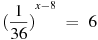 (1/36)^{x-8} = 6